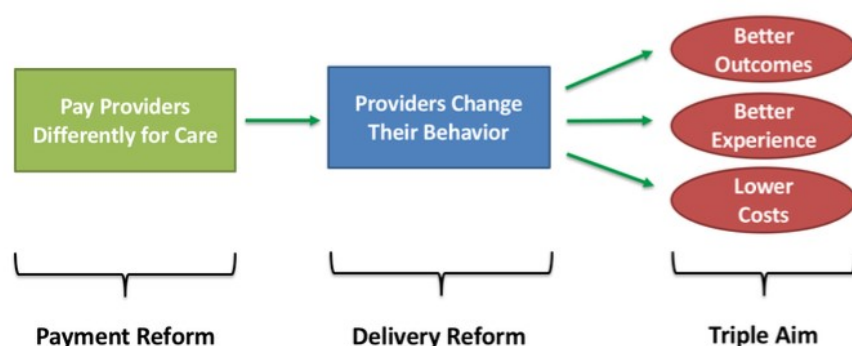 Pay Providers
Differently for Care
Providers Change
Their Behavior
Better
Outcomes
Better
Experience
Lower
Costs
Payment Reform
Delivery Reform
Triple Aim